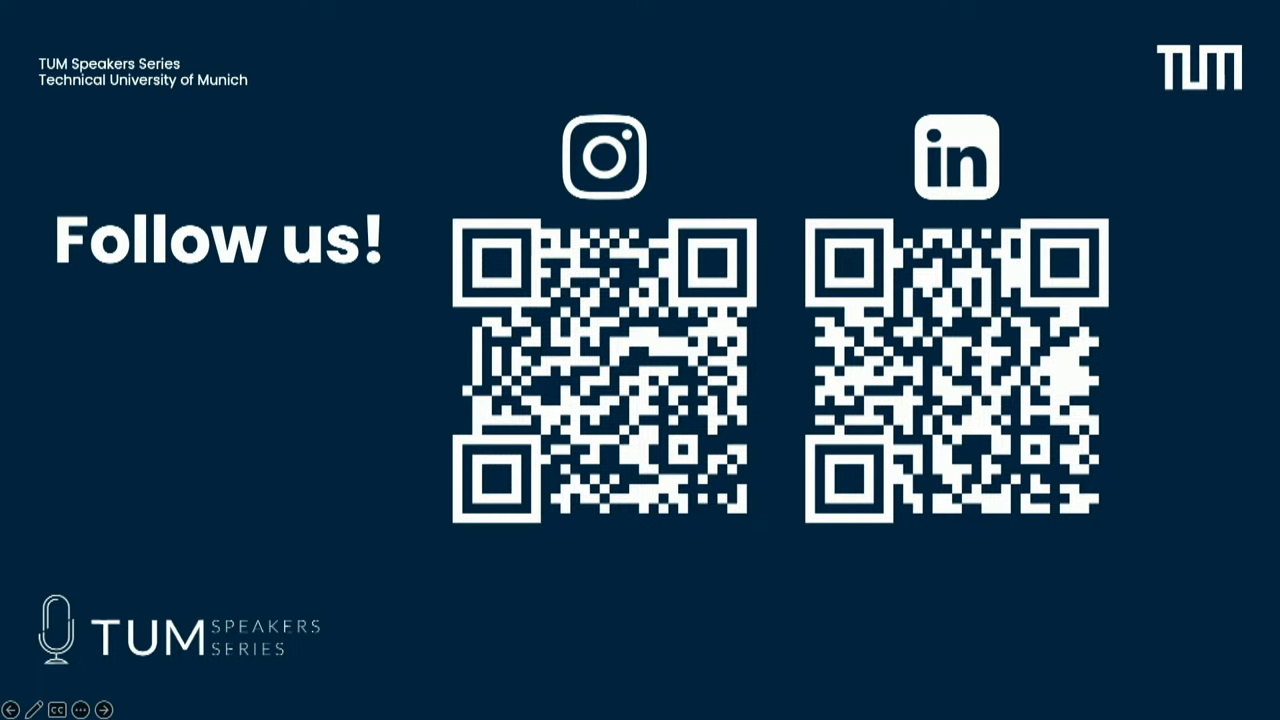 TUM Speakers Series
Technical University of Munich
TUM
in
Follow us!
TUM SPEAKERS
SERIES
CC